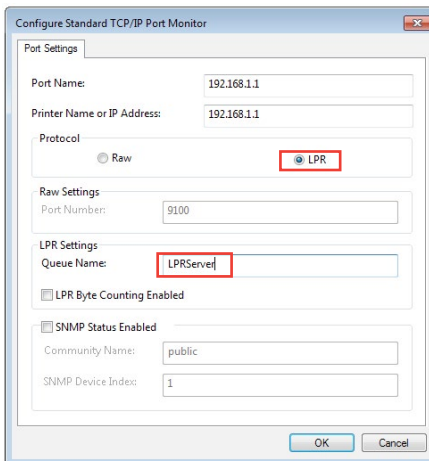 Configure Standard TCP/IP Port Monitor
Port Settings
Port Name: 192.168.1.1
Printer Name or IP Address: 192.168.1.1
Protocol
Raw LPR
Raw Settings
Port Number: 9100
LPR Settings
Queue Name: LPRServer
LPR Byte Counting Enabled
SNMP Status Enabled
Community Name: public
SNMP Device Index: 1
OK Cancel